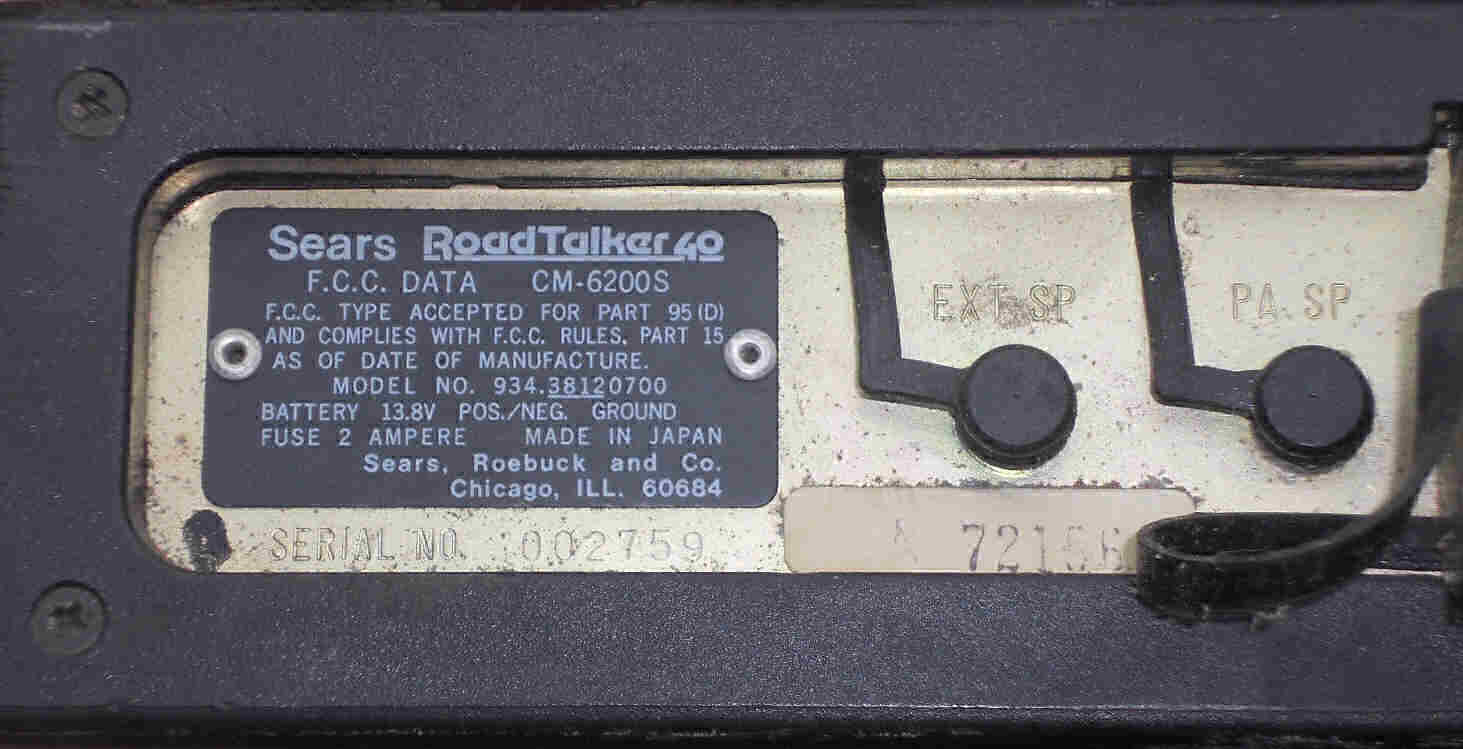 Sears RoadTalker 40
F.C.C. DATA CM-6200S
F.C.C. TYPE ACCEPTED FOR PART 95(D)
AND COMPLIES WITH F.C.C. RULES, PART 15
AS OF DATE OF MANUFACTURE.
MODEL NO. 934.38120700
BATTERY 13.8V POS./NEG. GROUND
FUSE 2 AMPERE MADE IN JAPAN
Sears, Roebuck and Co.
Chicago, ILL. 60684
EXT SP
PA SP
SERIAL NO. 002759